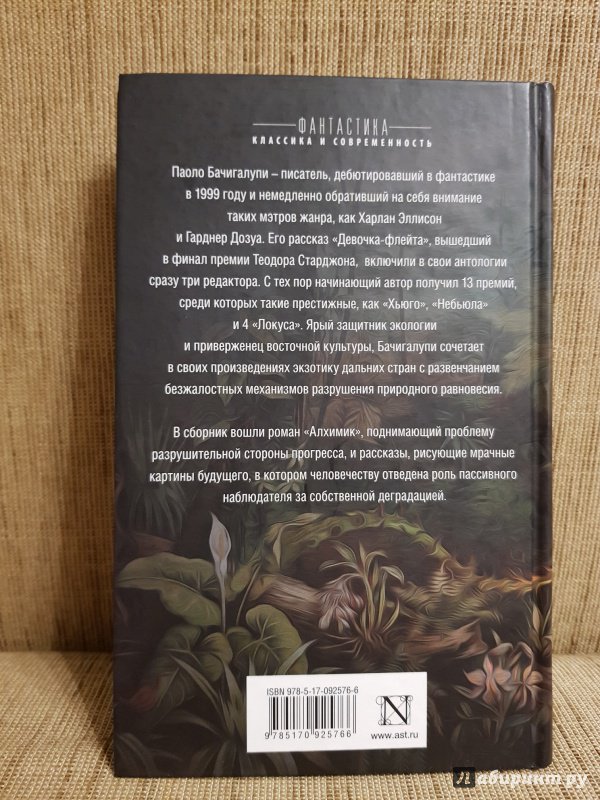 ФАНТАСТИКА
КЛАССИКА И СОВРЕМЕННОСТЬ
Паоло Бачигалупи – писатель, дебютировавший в фантастике
в 1999 году и немедленно обративший на себя внимание
таких мэтров жанра, как Харлан Эллисон
и Гарднер Дозуа. Его рассказ «Девочка-флейта», вышедший
в финал премии Теодора Старджона, включили в свои антологии
сразу три редактора. С тех пор начинающий автор получил 13 премий,
среди которых такие престижные, как «Хьюго», «Небьюла»
и 4 «Локуса». Ярый защитник экологии
и приверженец восточной культуры, Бачигалупи сочетает
в своих произведениях экзотику дальних стран с развенчанием
безжалостных механизмов разрушения природного равновесия.
В сборник вошли роман «Алхимик», поднимающий проблему
разрушительной стороны прогресса, и рассказы, рисующие мрачные
картины будущего, в котором человечеству отведена роль пассивного
наблюдателя за собственной деградацией.
ISBN 978-5-17-092576-6
9 785170 925766
N
www.ast.ru
Лабиринт.ру